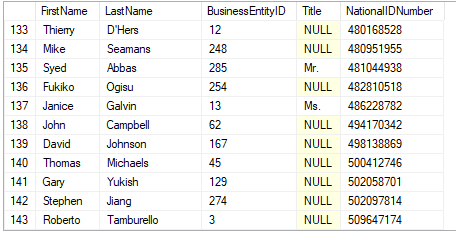 FirstName LastName BusinessEntityID Title NationalIDNumber
133 Thierry D'Hers 12 NULL 480168528
134 Mike Seamans 248 NULL 480951955
135 Syed Abbas 285 Mr. 481044938
136 Fukiko Ogisu 254 NULL 482810518
137 Janice Galvin 13 Ms. 486228782
138 John Campbell 62 NULL 494170342
139 David Johnson 167 NULL 498138869
140 Thomas Michaels 45 NULL 500412746
141 Gary Yukish 129 NULL 502058701
142 Stephen Jiang 274 NULL 502097814
143 Roberto Tamburello 3 NULL 509647174